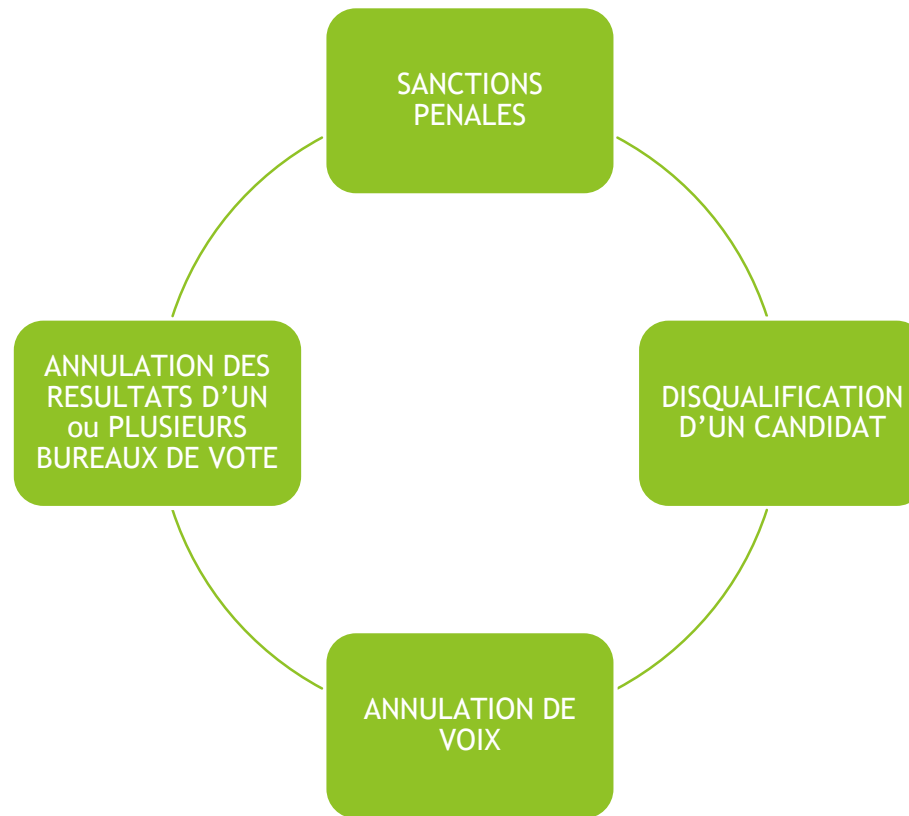 SANCTIONS
PENALES
DISQUALIFICATION
D’UN CANDIDAT
ANNULATION DE
VOIX
ANNULATION DES
RESULTATS D’UN
ou PLUSIEURS
BUREAUX DE VOTE